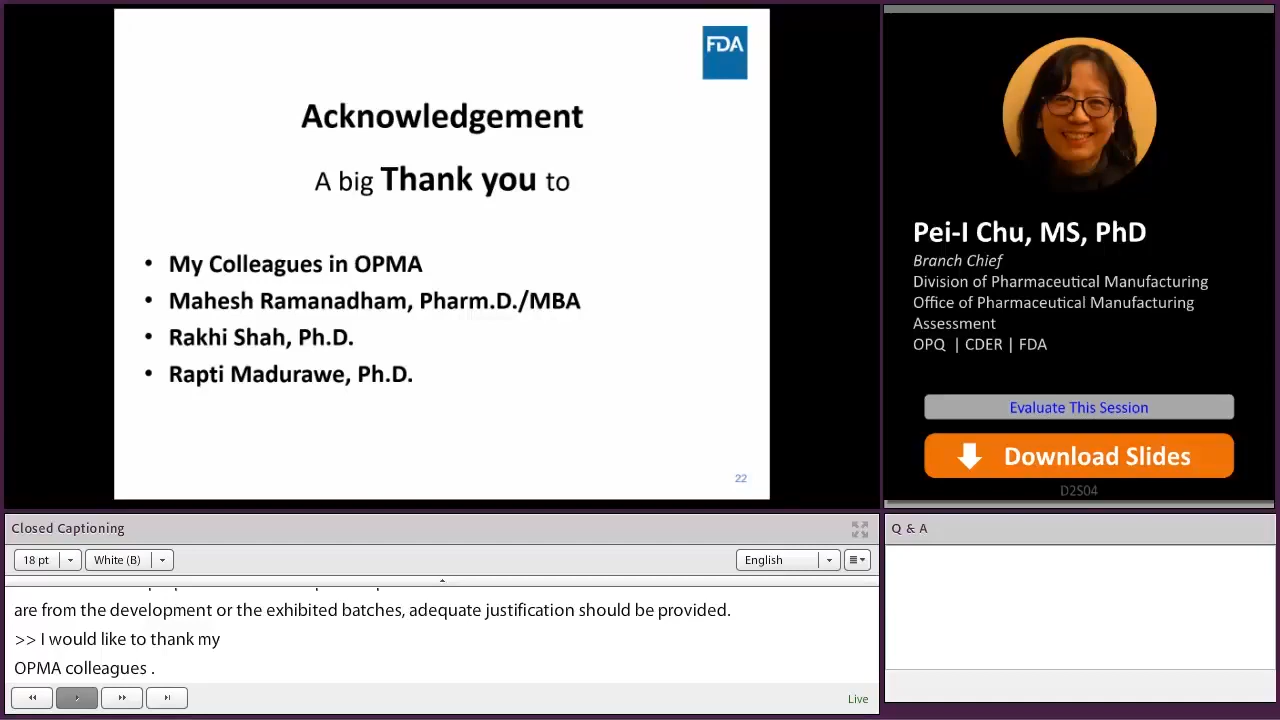 FDA
Acknowledgement
A big Thank you to
• My Colleagues in OPMA
• Mahesh Ramanadham, Pharm.D./MBA
• Rakhi Shah, Ph.D.
• Rapti Madurawe, Ph.D.
22
Pei-I Chu, MS, PhD
Branch Chief
Division of Pharmaceutical Manufacturing
Office of Pharmaceutical Manufacturing
Assessment
OPQ | CDER | FDA
Evaluate This Session
Download Slides
D2S04
Closed Captioning
18 pt
White (B)
English
are from the development or the exhibited batches, adequate justification should be provided.
>> I would like to thank my
OPMA colleagues .
Live
Q & A